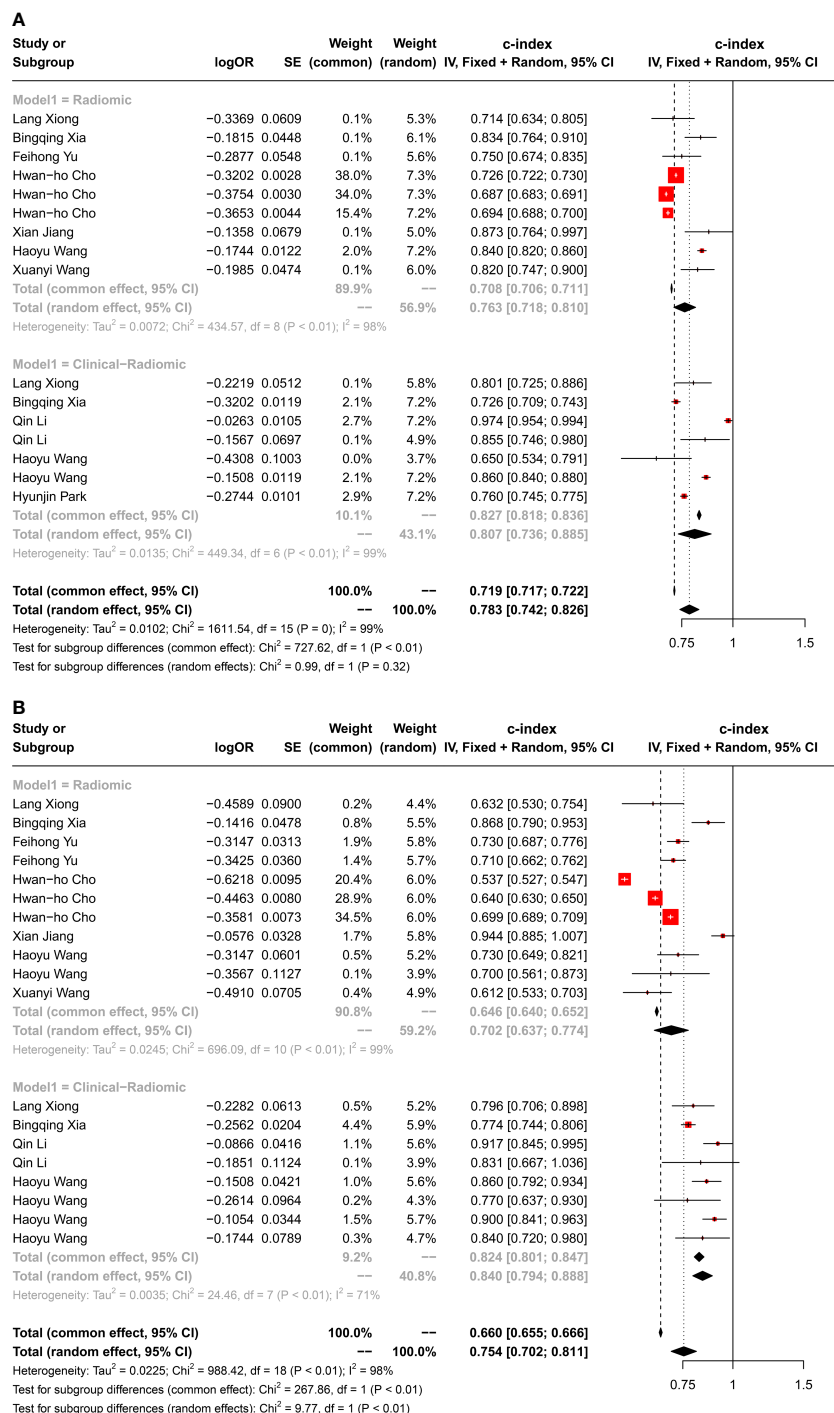 A
Study or Weight Weight c-index c-index
Subgroup logOR SE (common) (random) IV, Fixed + Random, 95% CI IV, Fixed + Random, 95% CI
Model1 = Radiomic
Lang Xiong −0.3369 0.0609 0.1% 5.3% 0.714 [0.634; 0.805]
Bingqing Xia −0.1815 0.0448 0.1% 6.1% 0.834 [0.764; 0.910]
Feihong Yu −0.2877 0.0548 0.1% 5.6% 0.750 [0.674; 0.835]
Hwan−ho Cho −0.3202 0.0028 38.0% 7.3% 0.726 [0.722; 0.730]
Hwan−ho Cho −0.3754 0.0030 34.0% 7.3% 0.687 [0.683; 0.691]
Hwan−ho Cho −0.3653 0.0044 15.4% 7.2% 0.694 [0.688; 0.700]
Xian Jiang −0.1358 0.0679 0.1% 5.0% 0.873 [0.764; 0.997]
Haoyu Wang −0.1744 0.0122 2.0% 7.2% 0.840 [0.820; 0.860]
Xuanyi Wang −0.1985 0.0474 0.1% 6.0% 0.820 [0.747; 0.900]
Total (common effect, 95% CI) 89.9% −− 0.708 [0.706; 0.711]
Total (random effect, 95% CI) −− 56.9% 0.763 [0.718; 0.810]
Heterogeneity: Tau² = 0.0072; Chi² = 434.57, df = 8 (P < 0.01); I² = 98%
Model1 = Clinical−Radiomic
Lang Xiong −0.2219 0.0512 0.1% 5.8% 0.801 [0.725; 0.886]
Bingqing Xia −0.3202 0.0119 2.1% 7.2% 0.726 [0.709; 0.743]
Qin Li −0.0263 0.0105 2.7% 7.2% 0.974 [0.954; 0.994]
Qin Li −0.1567 0.0697 0.1% 4.9% 0.855 [0.746; 0.980]
Haoyu Wang −0.4308 0.1003 0.0% 3.7% 0.650 [0.534; 0.791]
Haoyu Wang −0.1508 0.0119 2.1% 7.2% 0.860 [0.840; 0.880]
Hyunjin Park −0.2744 0.0101 2.9% 7.2% 0.760 [0.745; 0.775]
Total (common effect, 95% CI) 10.1% −− 0.827 [0.818; 0.836]
Total (random effect, 95% CI) −− 43.1% 0.807 [0.736; 0.885]
Heterogeneity: Tau² = 0.0135; Chi² = 449.34, df = 6 (P < 0.01); I² = 99%
Total (common effect, 95% CI) 100.0% −− 0.719 [0.717; 0.722]
Total (random effect, 95% CI) −− 100.0% 0.783 [0.742; 0.826]
Heterogeneity: Tau² = 0.0102; Chi² = 1611.54, df = 15 (P = 0); I² = 99%
Test for subgroup differences (common effect): Chi² = 727.62, df = 1 (P < 0.01)
Test for subgroup differences (random effects): Chi² = 0.99, df = 1 (P = 0.32)
0.75 1 1.5
B
Study or Weight Weight c-index c-index
Subgroup logOR SE (common) (random) IV, Fixed + Random, 95% CI IV, Fixed + Random, 95% CI
Model1 = Radiomic
Lang Xiong −0.4589 0.0900 0.2% 4.4% 0.632 [0.530; 0.754]
Bingqing Xia −0.1416 0.0478 0.8% 5.5% 0.868 [0.790; 0.953]
Feihong Yu −0.3147 0.0313 1.9% 5.8% 0.730 [0.687; 0.776]
Feihong Yu −0.3425 0.0360 1.4% 5.7% 0.710 [0.662; 0.762]
Hwan−ho Cho −0.6218 0.0095 20.4% 6.0% 0.537 [0.527; 0.547]
Hwan−ho Cho −0.4463 0.0080 28.9% 6.0% 0.640 [0.630; 0.650]
Hwan−ho Cho −0.3581 0.0073 34.5% 6.0% 0.699 [0.689; 0.709]
Xian Jiang −0.0576 0.0328 1.7% 5.8% 0.944 [0.885; 1.007]
Haoyu Wang −0.3147 0.0601 0.5% 5.2% 0.730 [0.649; 0.821]
Haoyu Wang −0.3567 0.1127 0.1% 3.9% 0.700 [0.561; 0.873]
Xuanyi Wang −0.4910 0.0705 0.4% 4.9% 0.612 [0.533; 0.703]
Total (common effect, 95% CI) 90.8% −− 0.646 [0.640; 0.652]
Total (random effect, 95% CI) −− 59.2% 0.702 [0.637; 0.774]
Heterogeneity: Tau² = 0.0245; Chi² = 696.09, df = 10 (P < 0.01); I² = 99%
Model1 = Clinical−Radiomic
Lang Xiong −0.2282 0.0613 0.5% 5.2% 0.796 [0.706; 0.898]
Bingqing Xia −0.2562 0.0204 4.4% 5.9% 0.774 [0.744; 0.806]
Qin Li −0.0866 0.0416 1.1% 5.6% 0.917 [0.845; 0.995]
Qin Li −0.1851 0.1124 0.1% 3.9% 0.831 [0.667; 1.036]
Haoyu Wang −0.1508 0.0421 1.0% 5.6% 0.860 [0.792; 0.934]
Haoyu Wang −0.2614 0.0964 0.2% 4.3% 0.770 [0.637; 0.930]
Haoyu Wang −0.1054 0.0344 1.5% 5.7% 0.900 [0.841; 0.963]
Haoyu Wang −0.1744 0.0789 0.3% 4.7% 0.840 [0.720; 0.980]
Total (common effect, 95% CI) 9.2% −− 0.824 [0.801; 0.847]
Total (random effect, 95% CI) −− 40.8% 0.840 [0.794; 0.888]
Heterogeneity: Tau² = 0.0035; Chi² = 24.46, df = 7 (P < 0.01); I² = 71%
Total (common effect, 95% CI) 100.0% −− 0.660 [0.655; 0.666]
Total (random effect, 95% CI) −− 100.0% 0.754 [0.702; 0.811]
Heterogeneity: Tau² = 0.0225; Chi² = 988.42, df = 18 (P < 0.01); I² = 98%
Test for subgroup differences (common effect): Chi² = 267.86, df = 1 (P < 0.01)
Test for subgroup differences (random effects): Chi² = 9.77, df = 1 (P < 0.01)
0.75 1 1.5